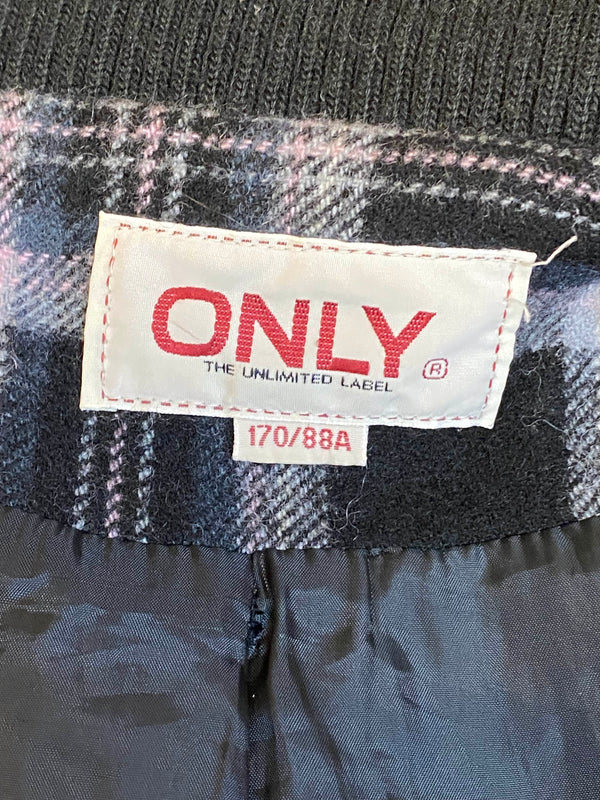 ONLY
THE UNLIMITED LABEL ®
170/88A